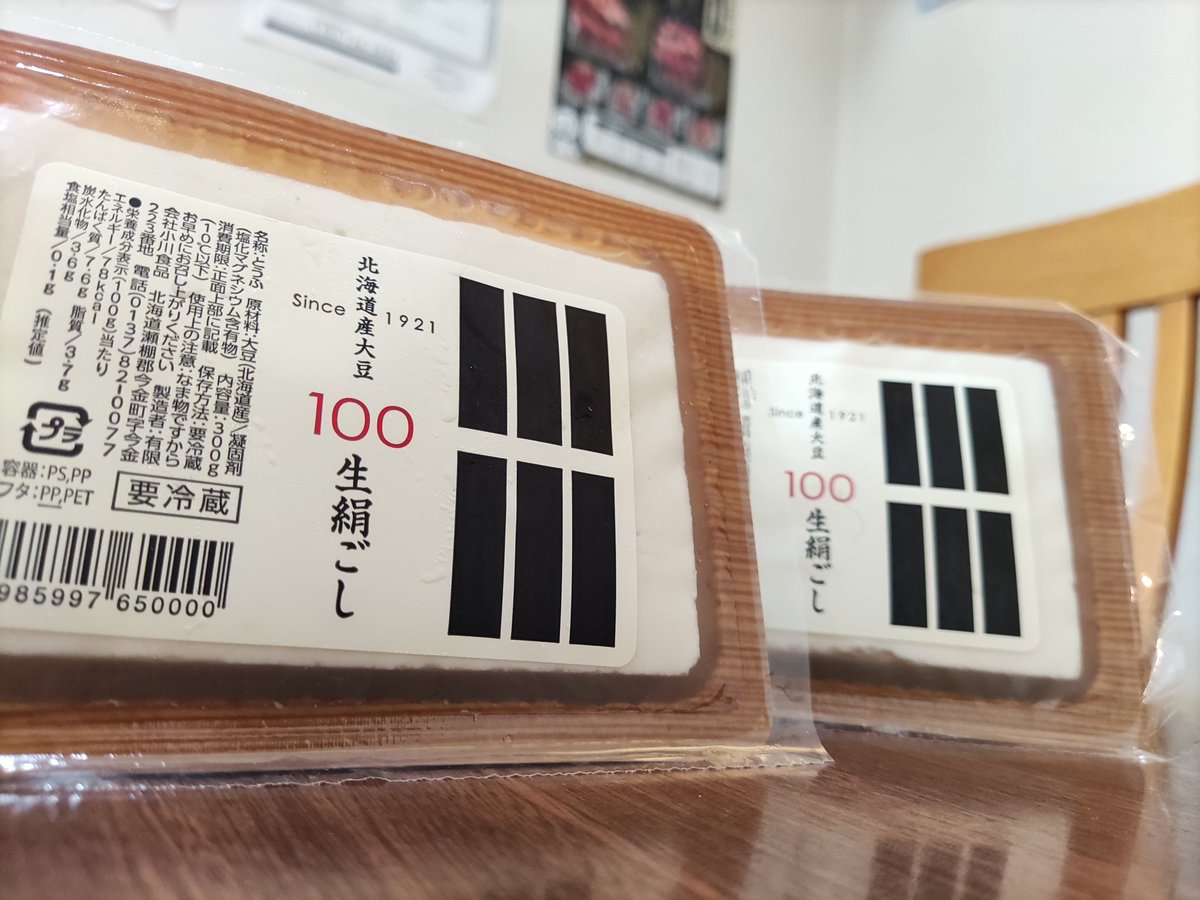 北海道産大豆
Since 1921
100
生絹ごし
名称:とうふ 原材料:大豆(北海道産)/凝固剤
(塩化マグネシウム含有物) 内容量:300g
消費期限:正面上部に記載 保存方法:要冷蔵
(10℃以下) 使用上の注意:なま物ですから
お早めにお召し上がりください 製造者:有限
会社小川食品 北海道瀬棚郡今金町字今金
223番地 電話(0137)82-0077
●栄養成分表示(100g)当たり
エネルギー/78kcal
たんぱく質/7.6g 脂質/3.7g
炭水化物/3.6g
食塩相当量/0.1g (推定値)
プラ
容器:PS,PP
フタ:PP,PET
要冷蔵
985997 650000
北海道産大豆
Since 1921
100
生絹ごし